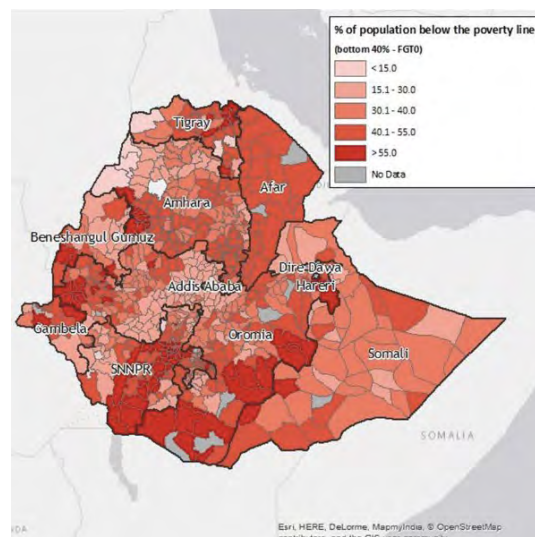 % of population below the poverty line
(bottom 40% - FGT0)
< 15.0
15.1 - 30.0
30.1 - 40.0
40.1 - 55.0
> 55.0
No Data
Tigray
Afar
Amhara
Beneshangul Gumuz
Dire Dawa
Addis Ababa
Hareri
Gambela
Oromia
Somali
SNNPR
SOMALIA
NDA
Esri, HERE, DeLorme, MapmyIndia, © OpenStreetMap